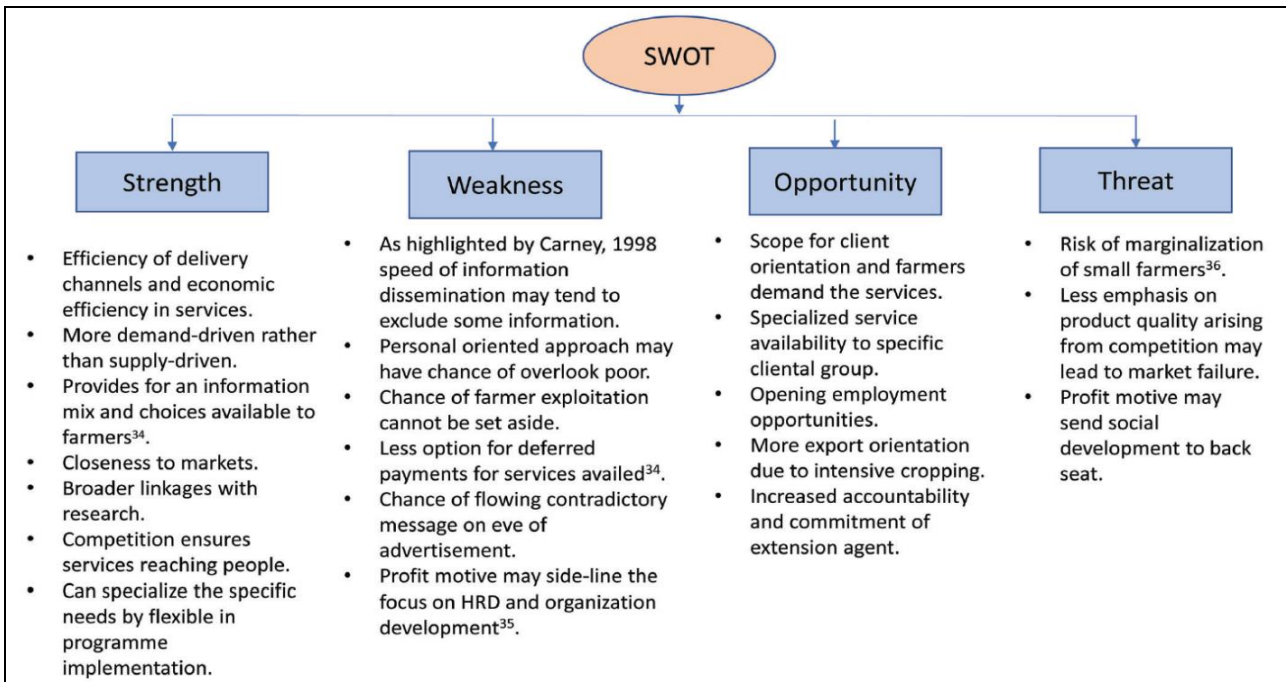 SWOT
Strength
• Efficiency of delivery
channels and economic
efficiency in services.
• More demand-driven rather
than supply-driven.
• Provides for an information
mix and choices available to
farmers³⁴.
• Closeness to markets.
• Broader linkages with
research.
• Competition ensures
services reaching people.
• Can specialize the specific
needs by flexible in
programme
implementation.
Weakness
• As highlighted by Carney, 1998
speed of information
dissemination may tend to
exclude some information.
• Personal oriented approach may
have chance of overlook poor.
• Chance of farmer exploitation
cannot be set aside.
• Less option for deferred
payments for services availed³⁴.
• Chance of flowing contradictory
message on eve of
advertisement.
• Profit motive may side-line the
focus on HRD and organization
development³⁵.
Opportunity
• Scope for client
orientation and farmers
demand the services.
• Specialized service
availability to specific
cliental group.
• Opening employment
opportunities.
• More export orientation
due to intensive cropping.
• Increased accountability
and commitment of
extension agent.
Threat
• Risk of marginalization
of small farmers³⁶.
• Less emphasis on
product quality arising
from competition may
lead to market failure.
• Profit motive may
send social
development to back
seat.